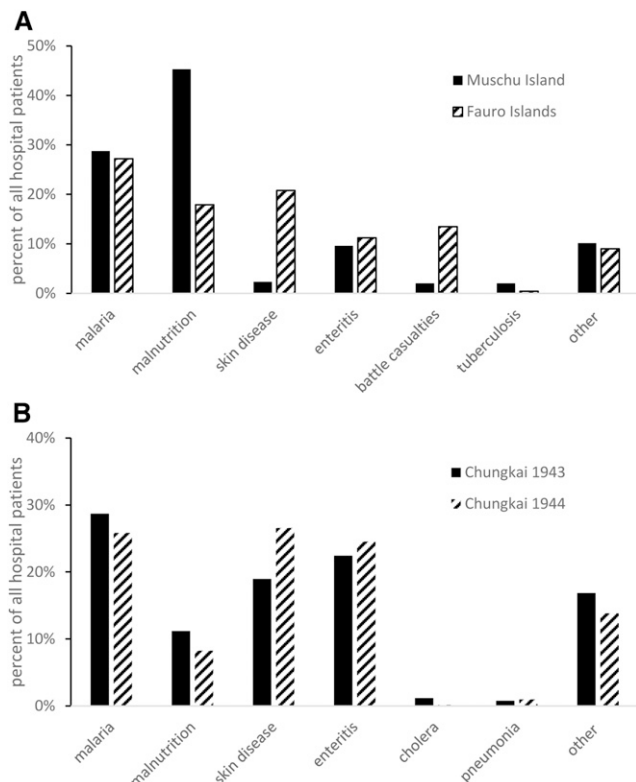 A
50%
40%
30%
20%
10%
0%
percent of all hospital patients
Muschu Island
Fauro Islands
malaria
malnutrition
skin disease
enteritis
battle casualties
tuberculosis
other
B
40%
30%
20%
10%
0%
percent of all hospital patients
Chungkai 1943
Chungkai 1944
malaria
malnutrition
skin disease
enteritis
cholera
pneumonia
other